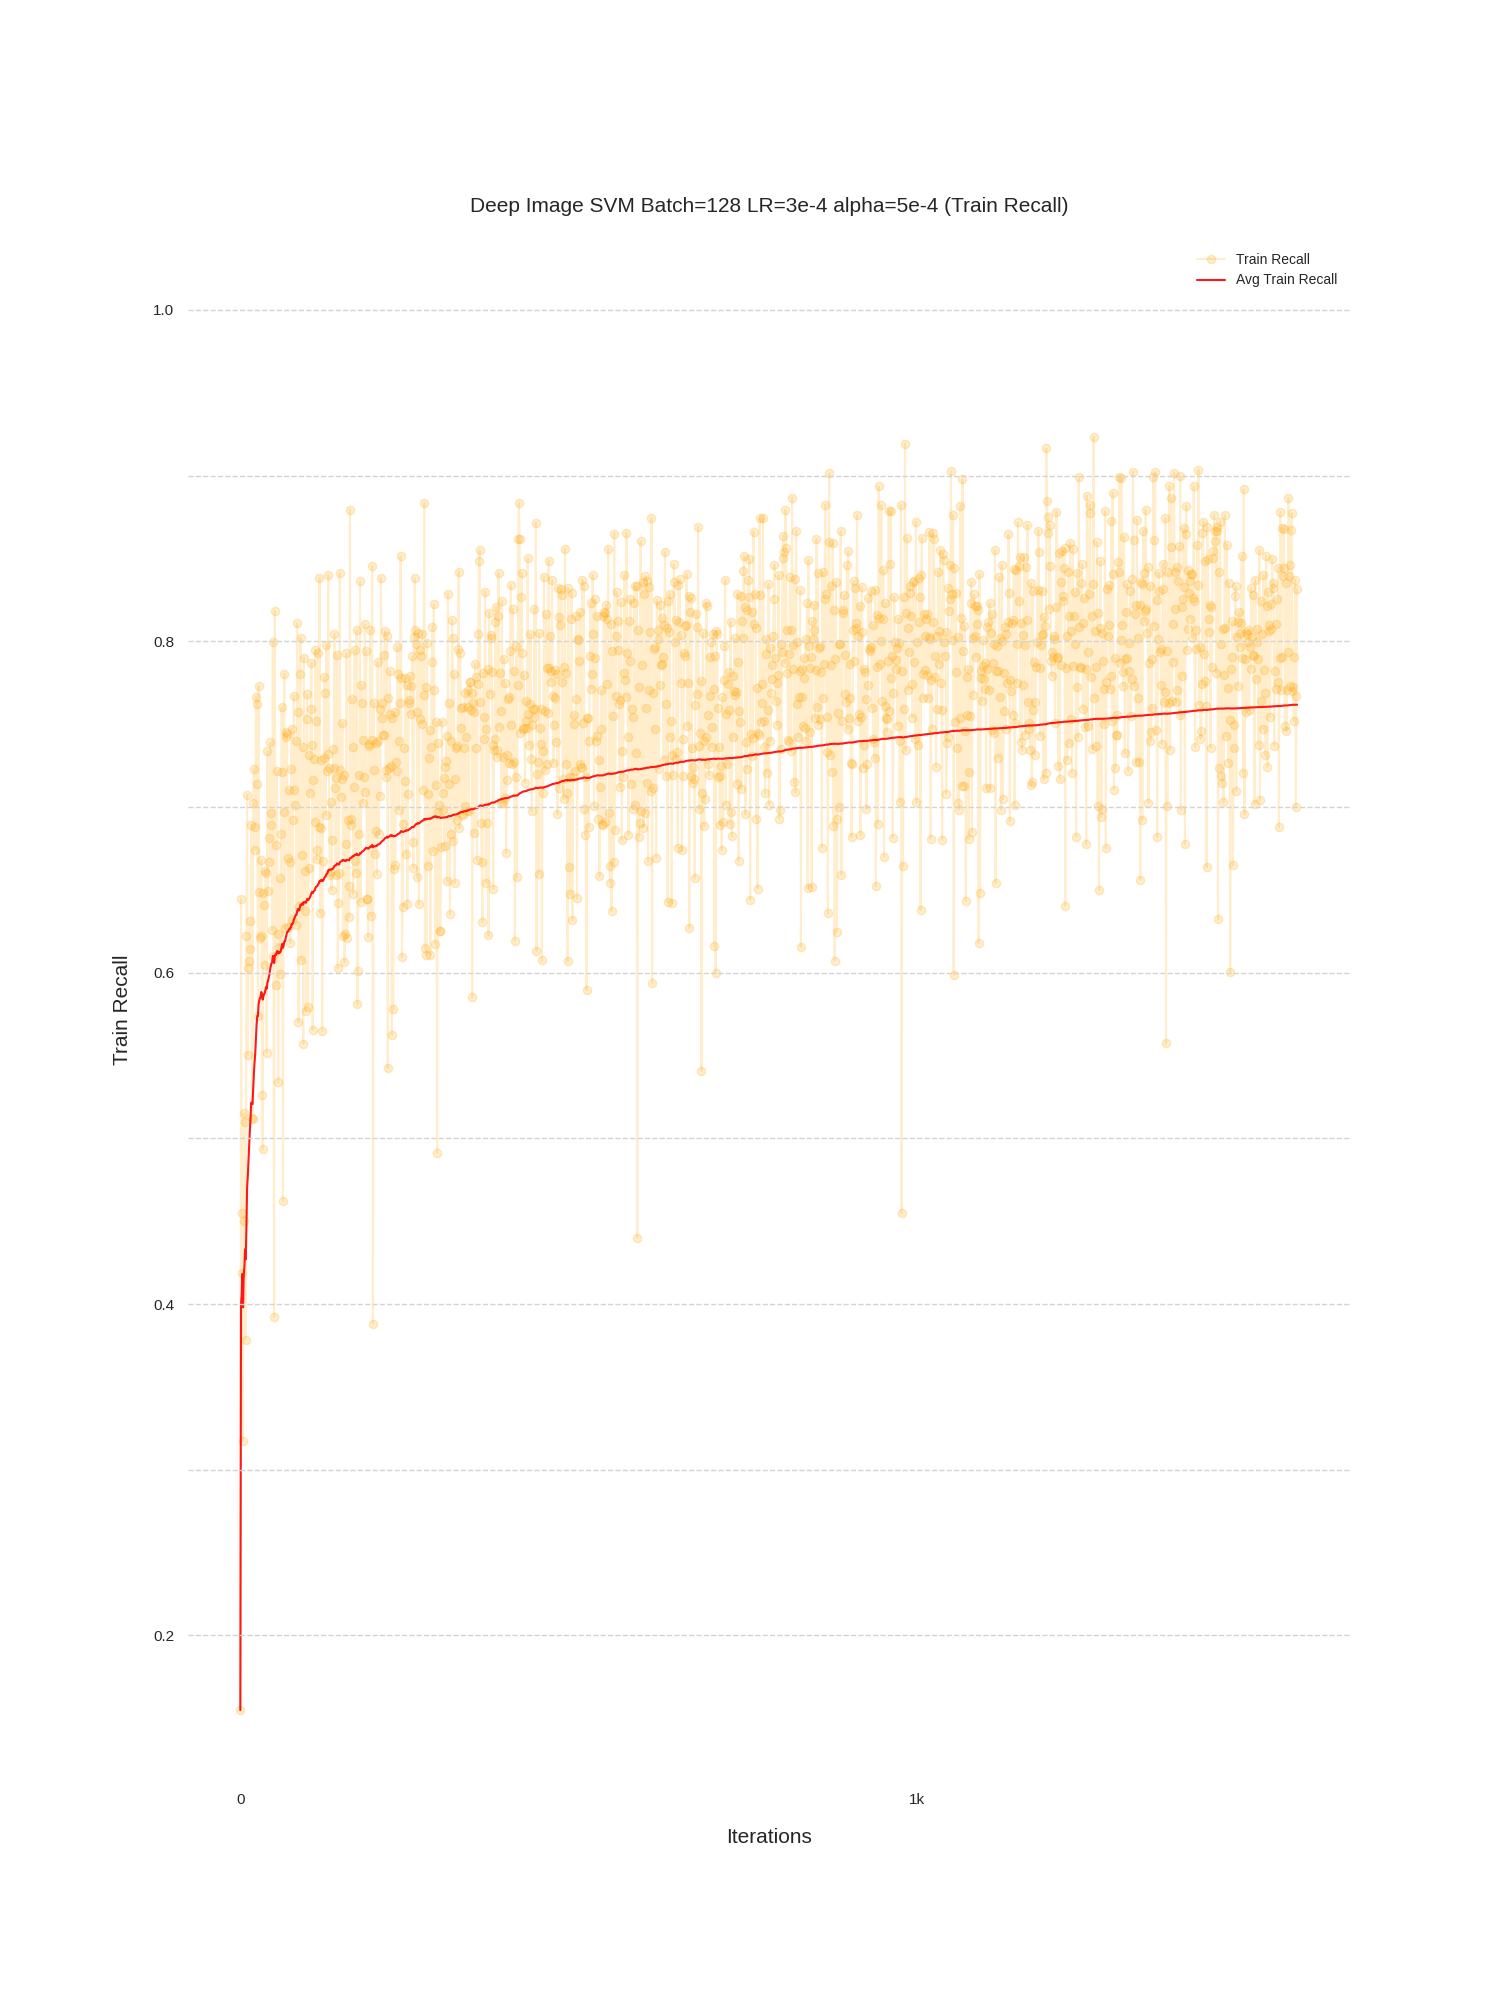 Deep Image SVM Batch=128 LR=3e-4 alpha=5e-4 (Train Recall)
Train Recall
Avg Train Recall
1.0
0.8
0.6
0.4
0.2
Train Recall
0
1k
Iterations